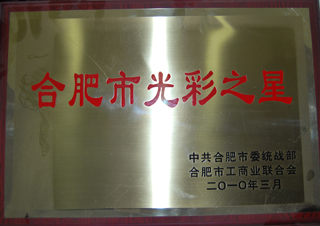 合肥市光彩之星
中共合肥市委统战部
合肥市工商业联合会
二〇一〇年三月